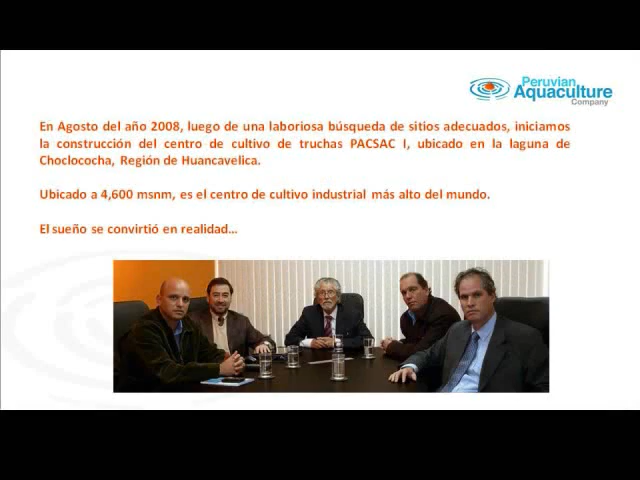 Peruvian
Aquaculture
Company
En Agosto del año 2008, luego de una laboriosa búsqueda de sitios adecuados, iniciamos
la construcción del centro de cultivo de truchas PACSAC I, ubicado en la laguna de
Choclococha, Región de Huancavelica.
Ubicado a 4,600 msnm, es el centro de cultivo industrial más alto del mundo.
El sueño se convirtió en realidad...